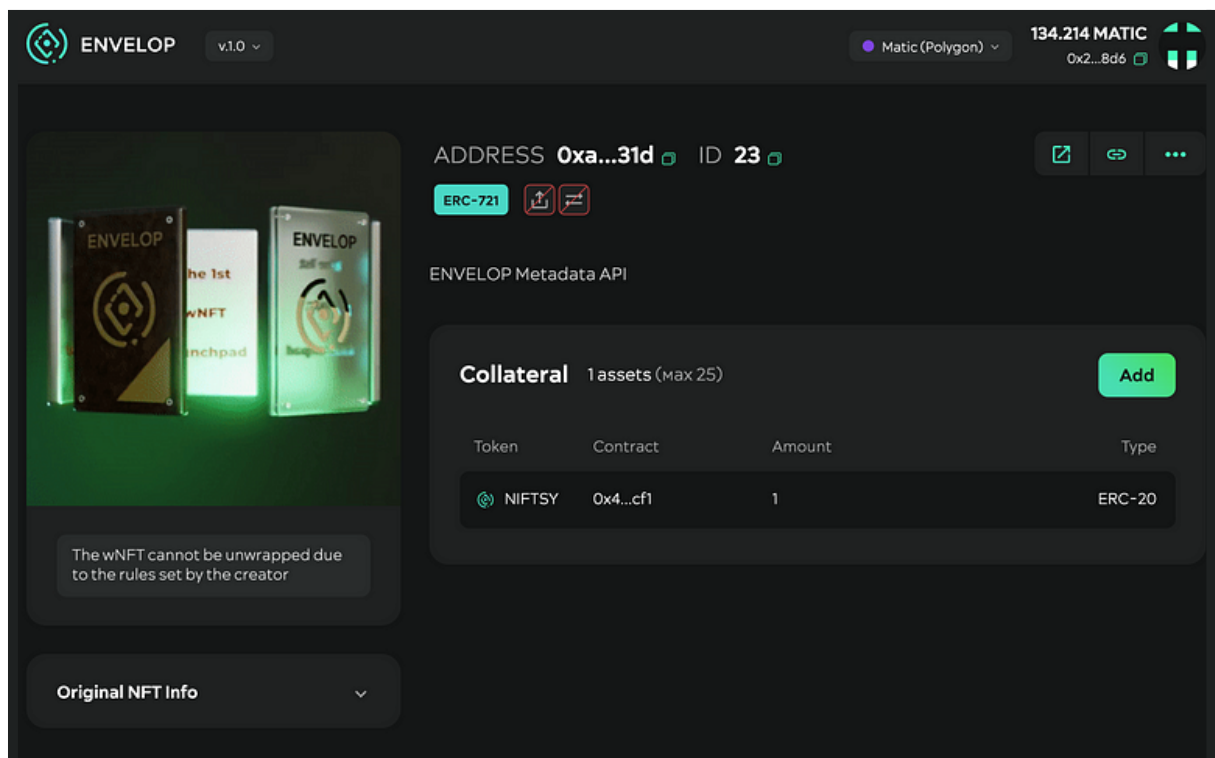 ENVELOP v.1.0 Matic (Polygon) 134.214 MATIC
0x2...8d6
ADDRESS 0xa...31d ID 23
ERC-721
ENVELOP ENVELOP
he 1st
wNFT
nchpad
ENVELOP Metadata API
Collateral 1 assets (мax 25) Add
Token Contract Amount Type
NIFTSY 0x4...cf1 1 ERC-20
The wNFT cannot be unwrapped due
to the rules set by the creator
Original NFT Info